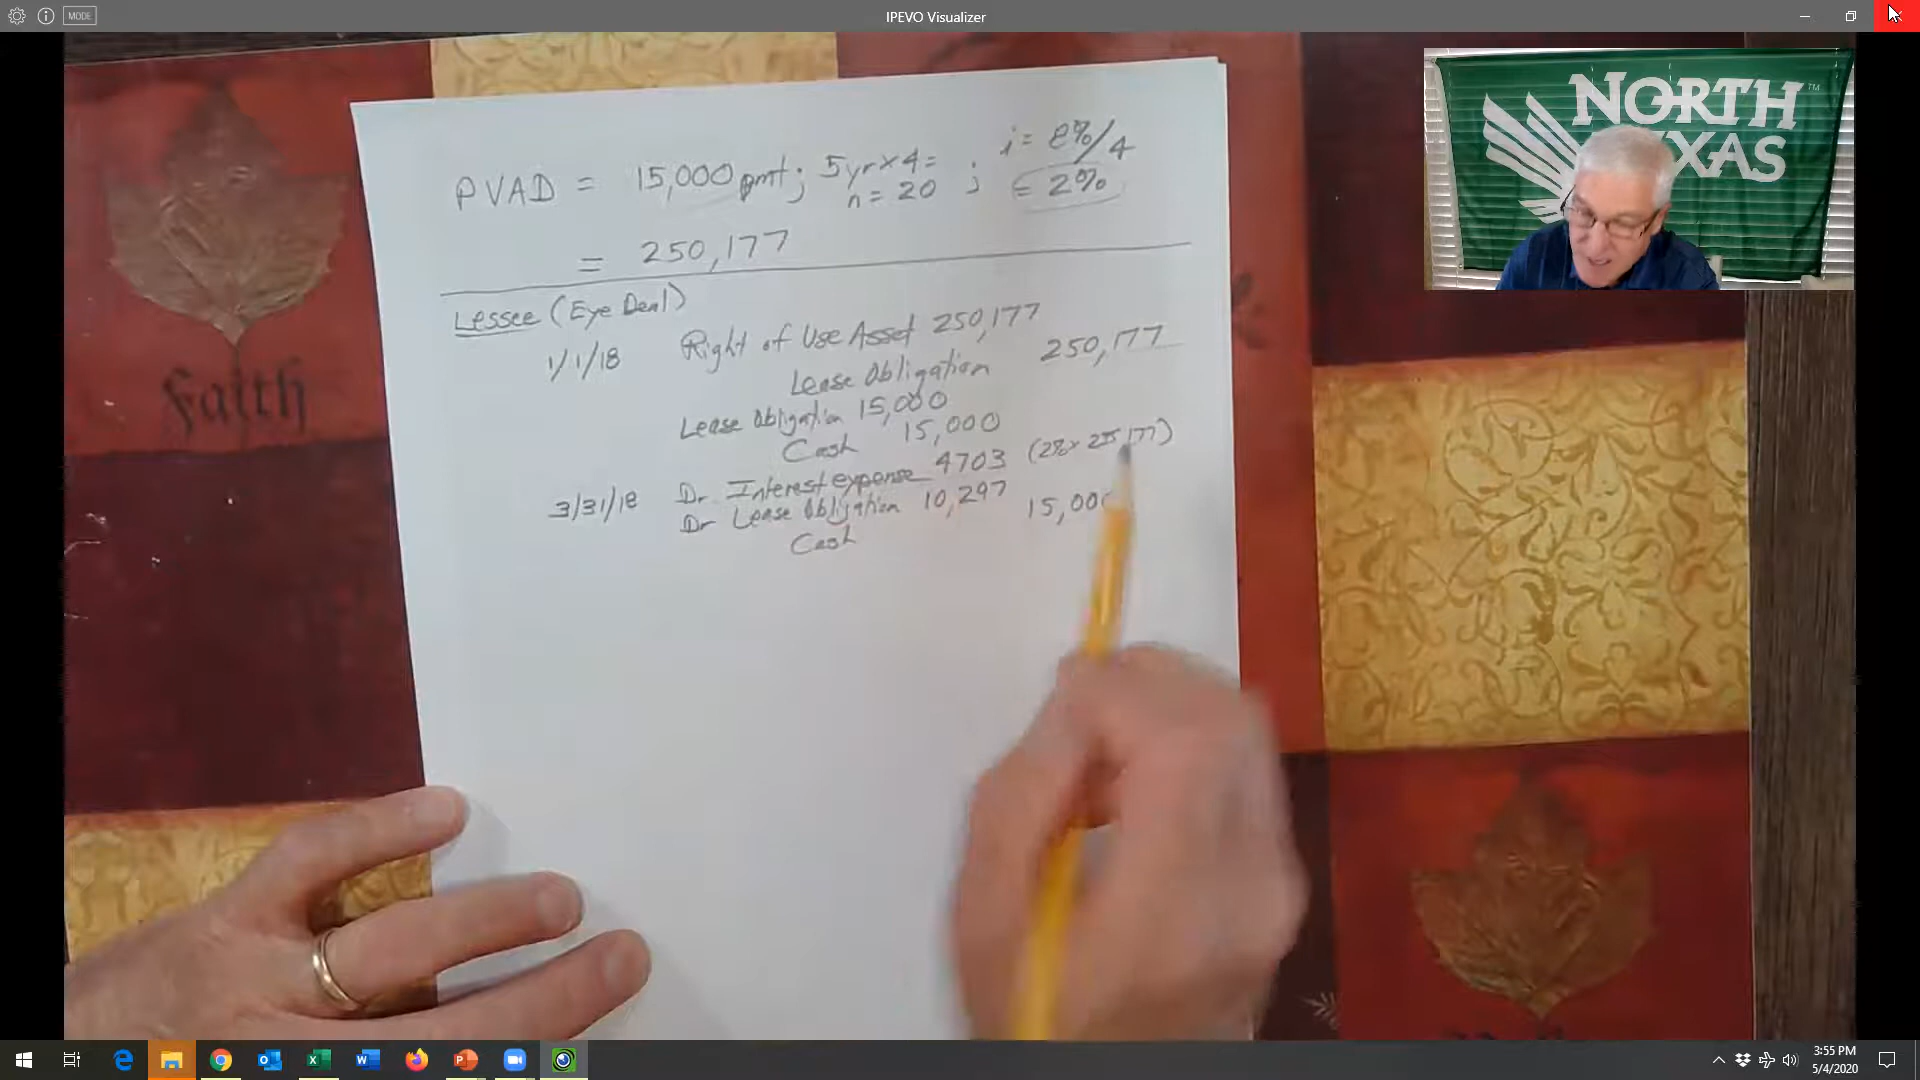 MODE
IPEVO Visualizer
NORTH
TEXAS
TM
PVAD = 15,000 pmt; 5yr x 4= ; i = 8%/4
n = 20 = 2%
= 250,177
Lessee (Eye Deal)
1/1/18 Right of Use Asset 250,177
Lease Obligation 250,177
Lease Obligation 15,000
Cash 15,000
3/31/18 Dr Interest expense 4703 (2% x 235,177)
Dr Lease Obligation 10,297
Cash 15,000
Faith
3:55 PM
5/4/2020